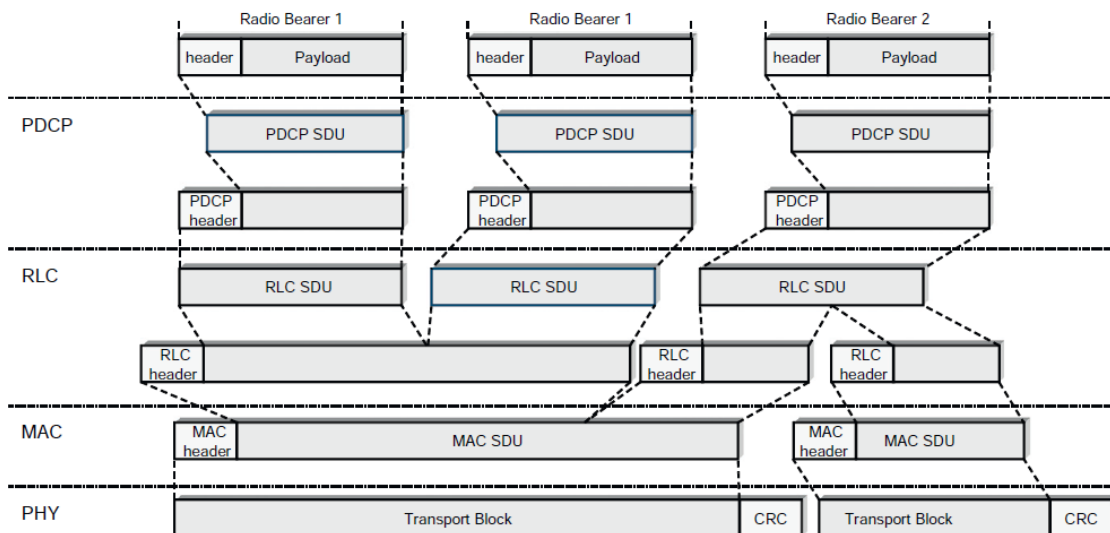 Radio Bearer 1
Radio Bearer 1
Radio Bearer 2
header
Payload
header
Payload
header
Payload
PDCP
PDCP SDU
PDCP SDU
PDCP SDU
PDCP
header
PDCP
header
PDCP
header
RLC
RLC SDU
RLC SDU
RLC SDU
RLC
header
RLC
header
RLC
header
MAC
MAC
header
MAC SDU
MAC
header
MAC SDU
PHY
Transport Block
CRC
Transport Block
CRC